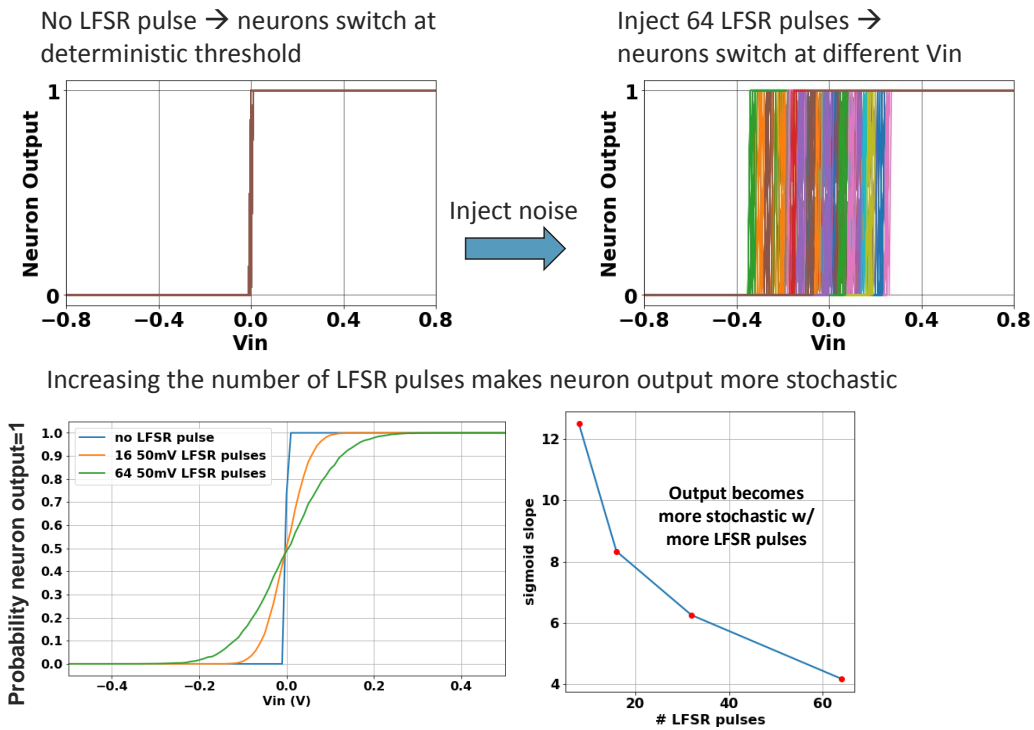 No LFSR pulse → neurons switch at
deterministic threshold
Inject 64 LFSR pulses →
neurons switch at different Vin
Neuron Output
1
0
−0.8
−0.4
0.0
0.4
0.8
Vin
Inject noise
Neuron Output
1
0
−0.8
−0.4
0.0
0.4
0.8
Vin
Increasing the number of LFSR pulses makes neuron output more stochastic
Probability neuron output=1
1.0
0.9
0.8
0.7
0.6
0.5
0.4
0.3
0.2
0.1
0.0
no LFSR pulse
16 50mV LFSR pulses
64 50mV LFSR pulses
−0.4
−0.2
0.0
0.2
0.4
Vin (V)
sigmoid slope
12
10
8
6
4
Output becomes
more stochastic w/
more LFSR pulses
20
40
60
# LFSR pulses